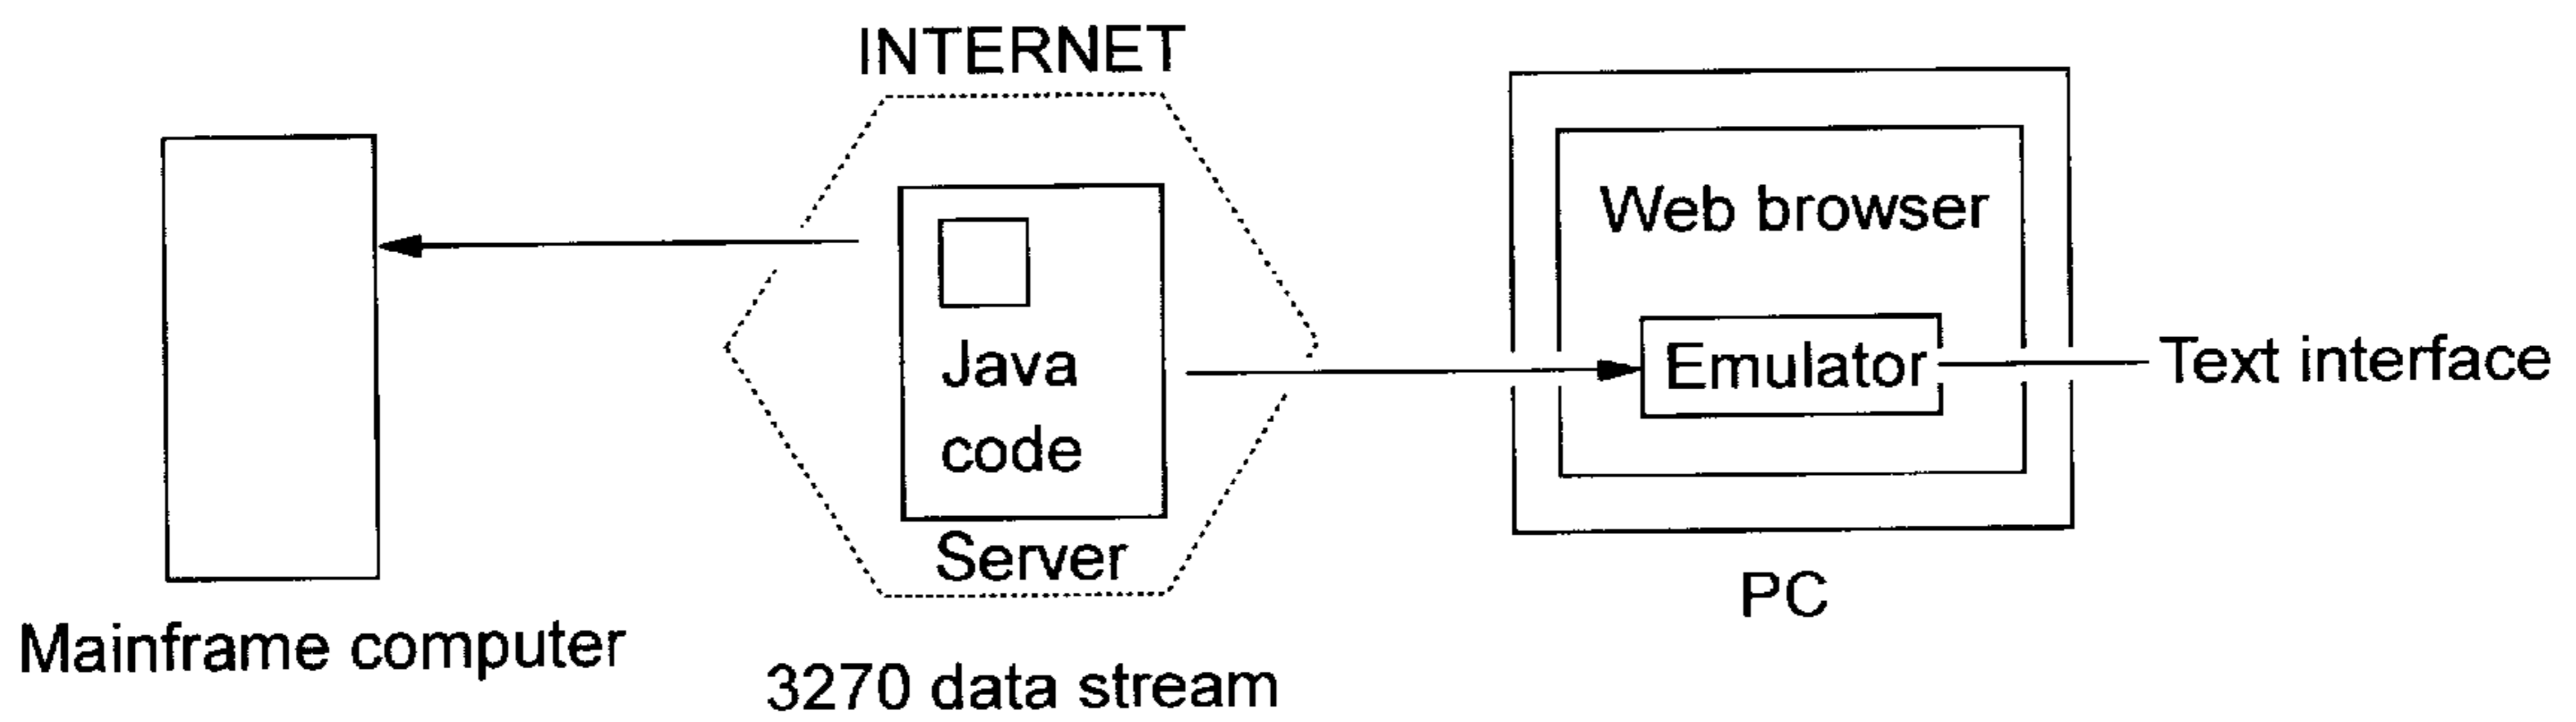 INTERNET
Web browser
Java
code
Emulator
Text interface
Server
PC
Mainframe computer
3270 data stream